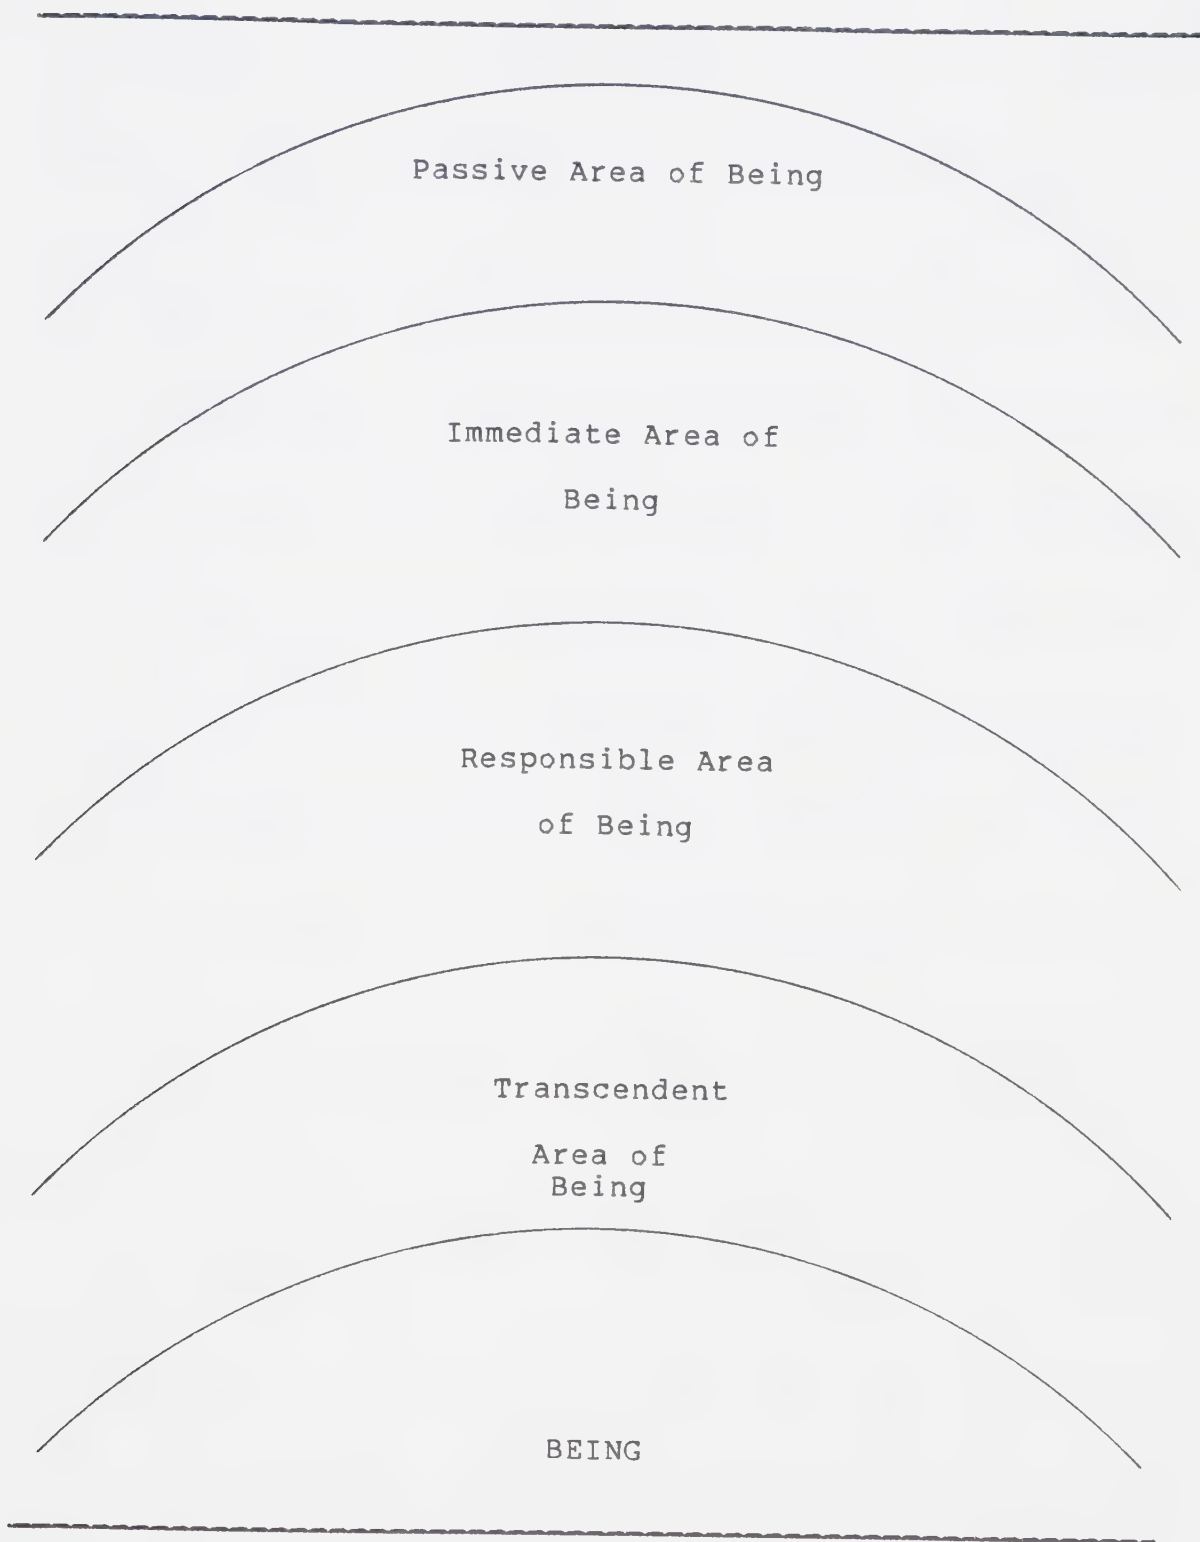 Passive Area of Being
Immediate Area of
Being
Responsible Area
of Being
Transcendent
Area of
Being
BEING